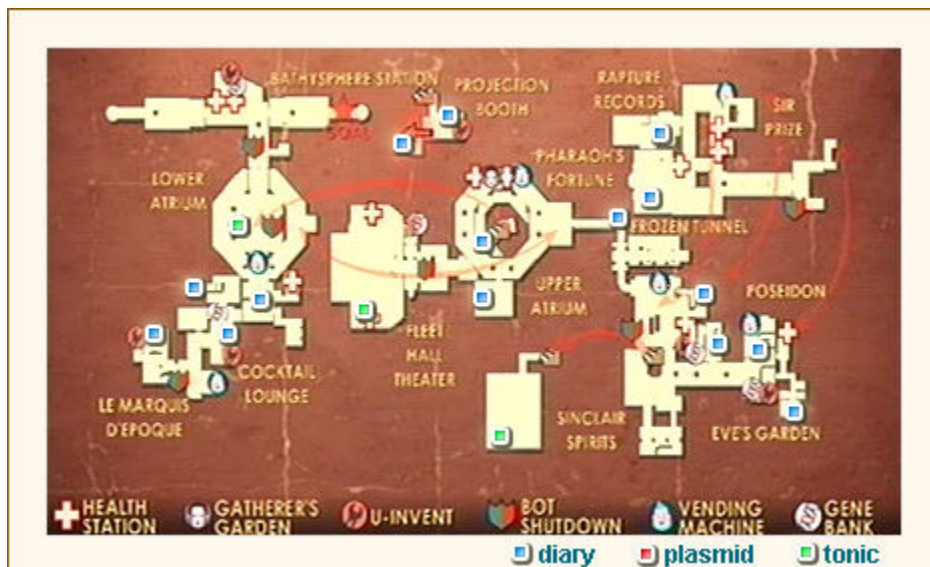 BATHYSPHERE STATION
GOAL
PROJECTION
BOOTH
RAPTURE
RECORDS
SIR
PRIZE
LOWER
ATRIUM
PHARAOH'S
FORTUNE
FROZEN TUNNEL
UPPER
ATRIUM
POSEIDON
FLEET
HALL
THEATER
COCKTAIL
LOUNGE
LE MARQUIS
D'EPOQUE
SINCLAIR
SPIRITS
EVE'S GARDEN
HEALTH
STATION
GATHERER'S
GARDEN
U-INVENT
BOT
SHUTDOWN
VENDING
MACHINE
GENE
BANK
diary
plasmid
tonic